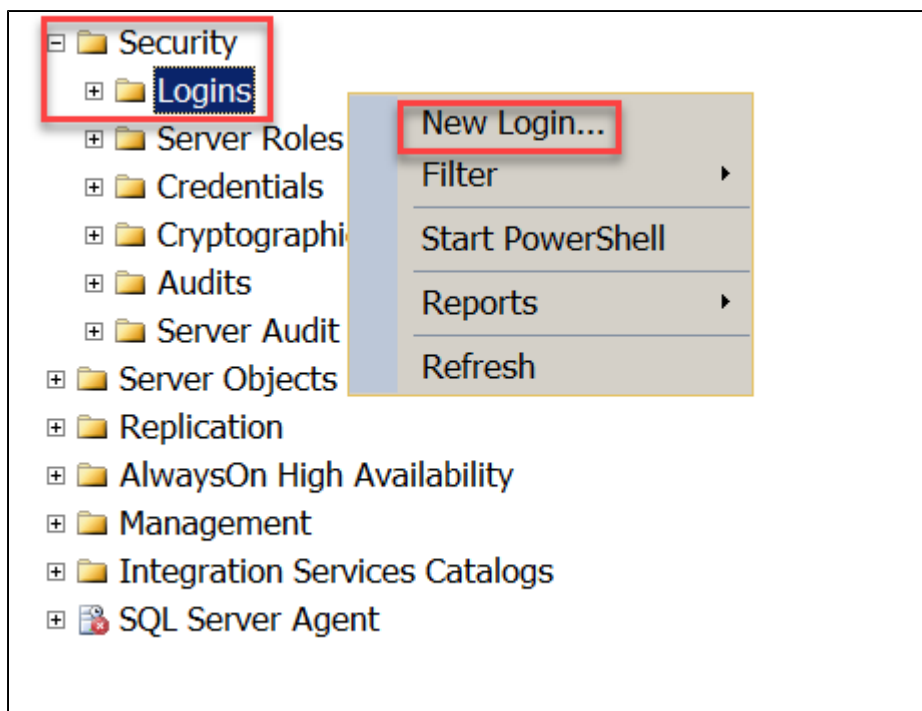 Security
Logins
New Login...
Server Roles
Filter
Credentials
Cryptographi
Start PowerShell
Audits
Reports
Server Audit
Refresh
Server Objects
Replication
AlwaysOn High Availability
Management
Integration Services Catalogs
SQL Server Agent